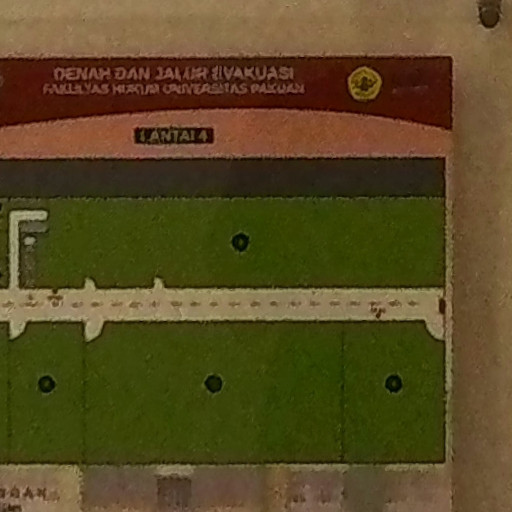 DENAH DAN JALUR EVAKUASI
FAKULTAS HUKUM UNIVERSITAS PAKUAN
LANTAI 4